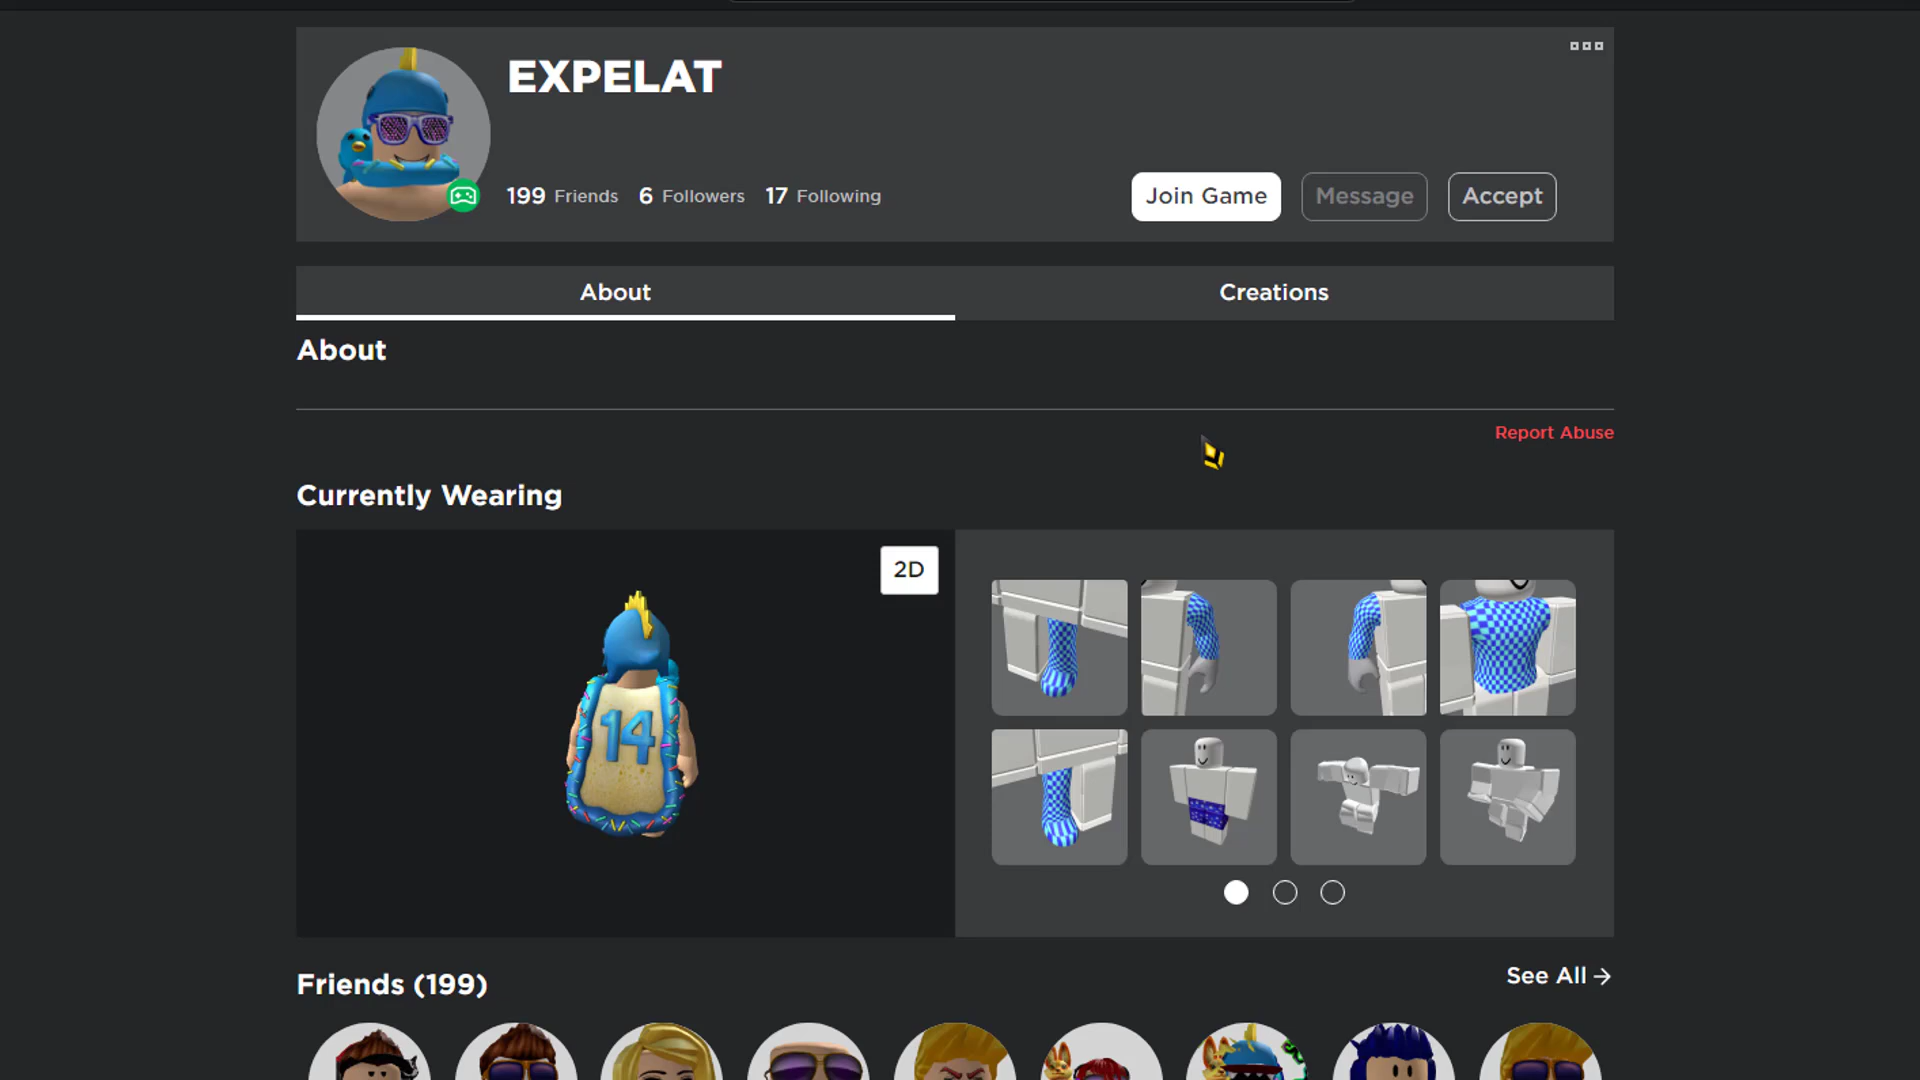 EXPELAT
199 Friends 6 Followers 17 Following
Join Game
Message
Accept
About
Creations
About
Report Abuse
Currently Wearing
2D
14
Friends (199)
See All